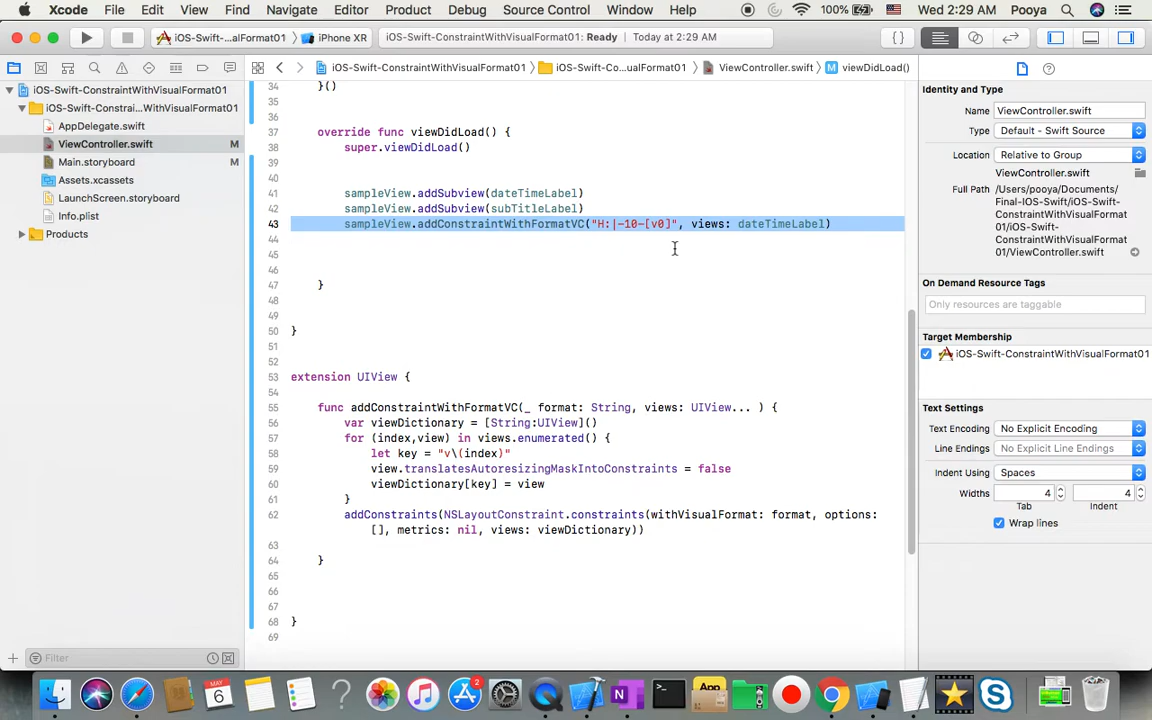 Xcode File Edit View Find Navigate Editor Product Debug Source Control Window Help 100% Wed 2:29 AM Pooya
iOS-Swift-...alFormat01 iPhone XR iOS-Swift-ConstraintWithVisualFormat01: Ready Today at 2:29 AM
iOS-Swift-ConstraintWithVisualFormat01 iOS-Swift-Co...ualFormat01 ViewController.swift M viewDidLoad()
iOS-Swift-ConstraintWithVisualFormat01
iOS-Swift-Constrai...WithVisualFormat01
AppDelegate.swift
ViewController.swift M
Main.storyboard M
Assets.xcassets
LaunchScreen.storyboard
Info.plist
Products
Filter
34 }()
35
36
37 override func viewDidLoad() {
38 super.viewDidLoad()
39
40
41 sampleView.addSubview(dateTimeLabel)
42 sampleView.addSubview(subTitleLabel)
43 sampleView.addConstraintWithFormatVC("H:|-10-[v0]", views: dateTimeLabel)
44
45
46
47 }
48
49
50 }
51
52
53 extension UIView {
54
55 func addConstraintWithFormatVC(_ format: String, views: UIView... ) {
56 var viewDictionary = [String:UIView]()
57 for (index,view) in views.enumerated() {
58 let key = "v\(index)"
59 view.translatesAutoresizingMaskIntoConstraints = false
60 viewDictionary[key] = view
61 }
62 addConstraints(NSLayoutConstraint.constraints(withVisualFormat: format, options:
[], metrics: nil, views: viewDictionary))
63
64 }
65
66
67
68 }
69
Identity and Type
Name ViewController.swift
Type Default - Swift Source
Location Relative to Group
ViewController.swift
Full Path /Users/pooya/Documents/
Final-IOS-Swift/iOS-Swift-
ConstraintWithVisualFormat
01/iOS-Swift-
ConstraintWithVisualFormat
01/ViewController.swift
On Demand Resource Tags
Only resources are taggable
Target Membership
iOS-Swift-ConstraintWithVisualFormat01
Text Settings
Text Encoding No Explicit Encoding
Line Endings No Explicit Line Endings
Indent Using Spaces
Widths 4 4
Tab Indent
Wrap lines
MAY
6
2
App